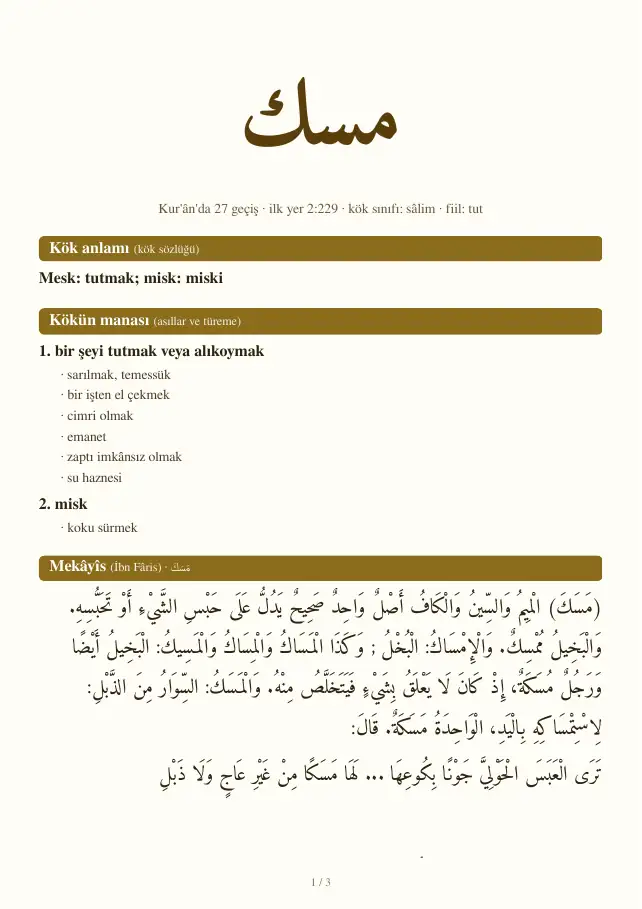 مسك
Kur'ân'da 27 geçiş · ilk yer 2:229 · kök sınıfı: sâlim · fiil: tut
Kök anlamı (kök sözlüğü)
Mesk: tutmak; misk: miski
Kökün manası (asıllar ve türeme)
1. bir şeyi tutmak veya alıkoymak
· sarılmak, temessük
· bir işten el çekmek
· cimri olmak
· emanet
· zaptı imkânsız olmak
· su haznesi
2. misk
· koku sürmek
Mekâyîs (İbn Fâris) · مَسَكَ
(مَسَكَ) الْمِيمُ وَالسِّينُ وَالْكَافُ أَصْلٌ وَاحِدٌ صَحِيحٌ يَدُلُّ عَلَى حَبْسِ الشَّيْءِ أَوْ تَحَبُّسِهِ.
وَالْبَخِيلُ مُمْسِكٌ. وَالْإِمْسَاكُ: الْبُخْلُ ; وَكَذَا الْمَسَاكُ وَالْمِسَاكُ وَالْمَسِيكُ: الْبَخِيلُ أَيْضًا
وَرَجُلٌ مُسَكَةٌ، إِذْ كَانَ لَا يَعْلَقُ بِشَيْءٍ فَيَتَخَلَّصُ مِنْهُ. وَالْمَسَكُ: السِّوَارُ مِنَ الذَّبْلِ:
لِاسْتِمْسَاكِهِ بِالْيَدِ، الْوَاحِدَةُ مَسَكَةٌ. قَالَ:
تَرَى الْعَبَسَ الْحَوْلِيَّ جَوْنًا بِكُوعِهَا ... لَهَا مَسَكًا مِنْ غَيْرِ عَاجٍ وَلَا ذَبْلِ
.
1 / 3